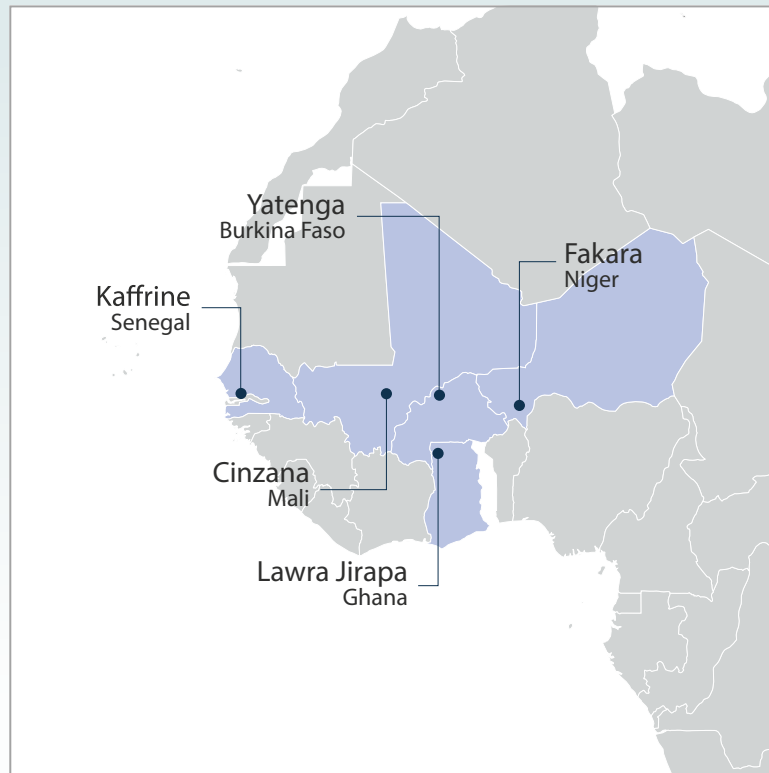 Yatenga
Burkina Faso
Fakara
Niger
Kaffrine
Senegal
Cinzana
Mali
Lawra Jirapa
Ghana